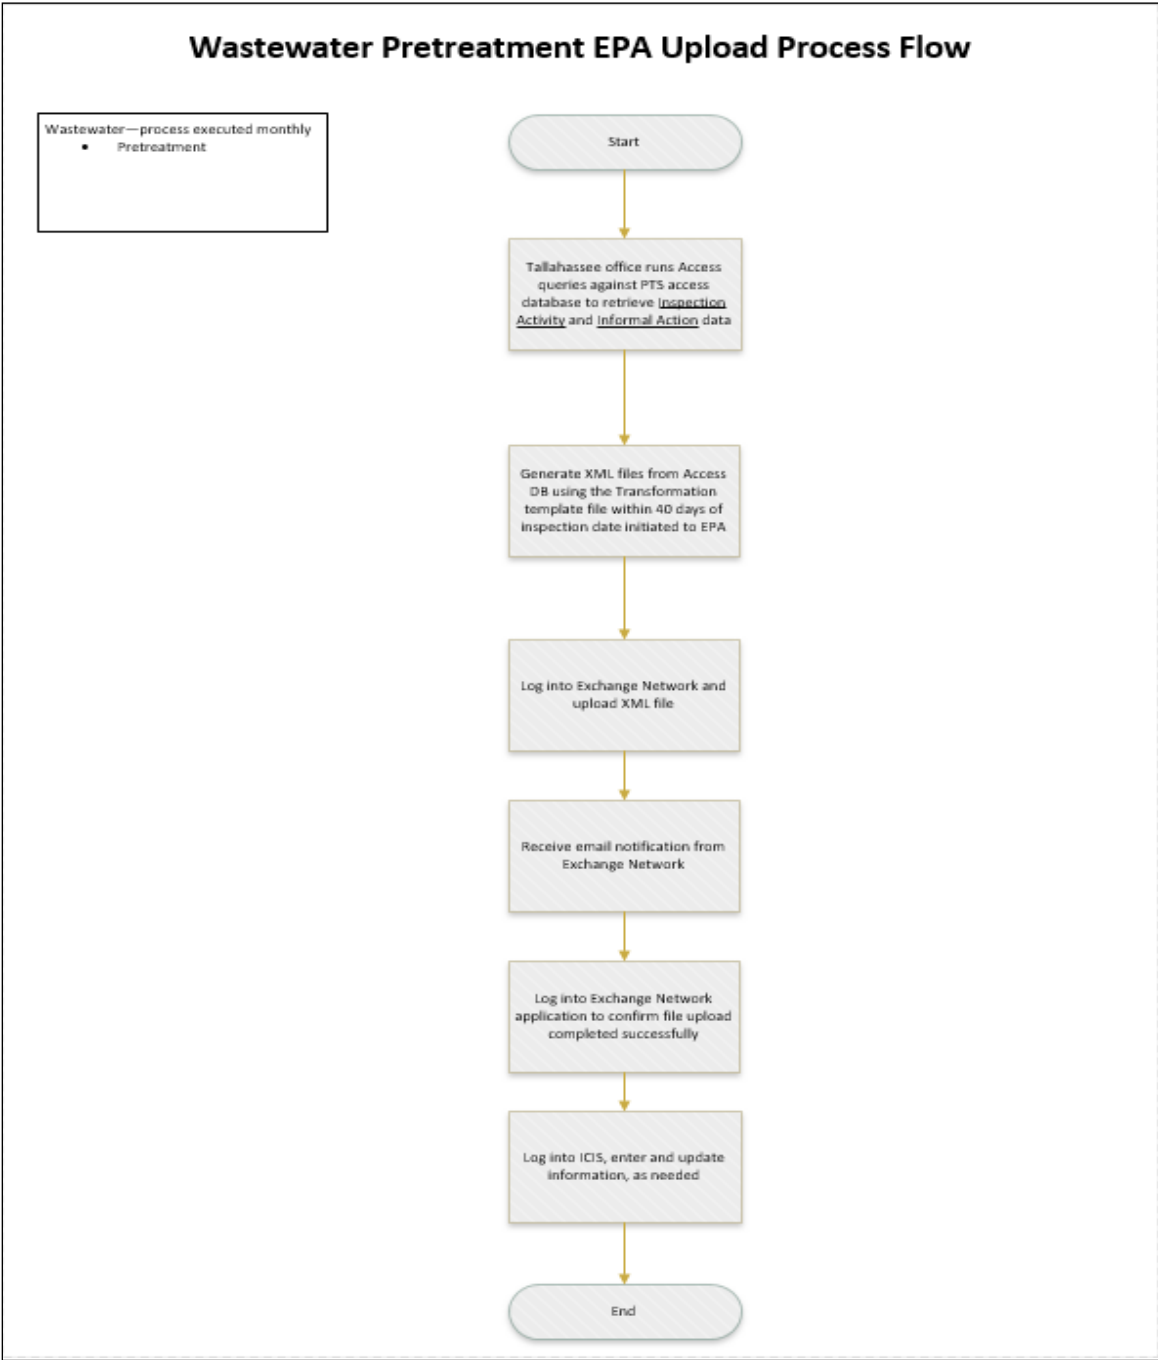 Wastewater Pretreatment EPA Upload Process Flow
Wastewater—process executed monthly
• Pretreatment
Start
Tallahassee office runs Access
queries against PTS access
database to retrieve Inspection
Activity and Informal Action data
Generate XML files from Access
DB using the Transformation
template file within 40 days of
inspection date initiated to EPA
Log into Exchange Network and
upload XML file
Receive email notification from
Exchange Network
Log into Exchange Network
application to confirm file upload
completed successfully
Log into ICIS, enter and update
information, as needed
End